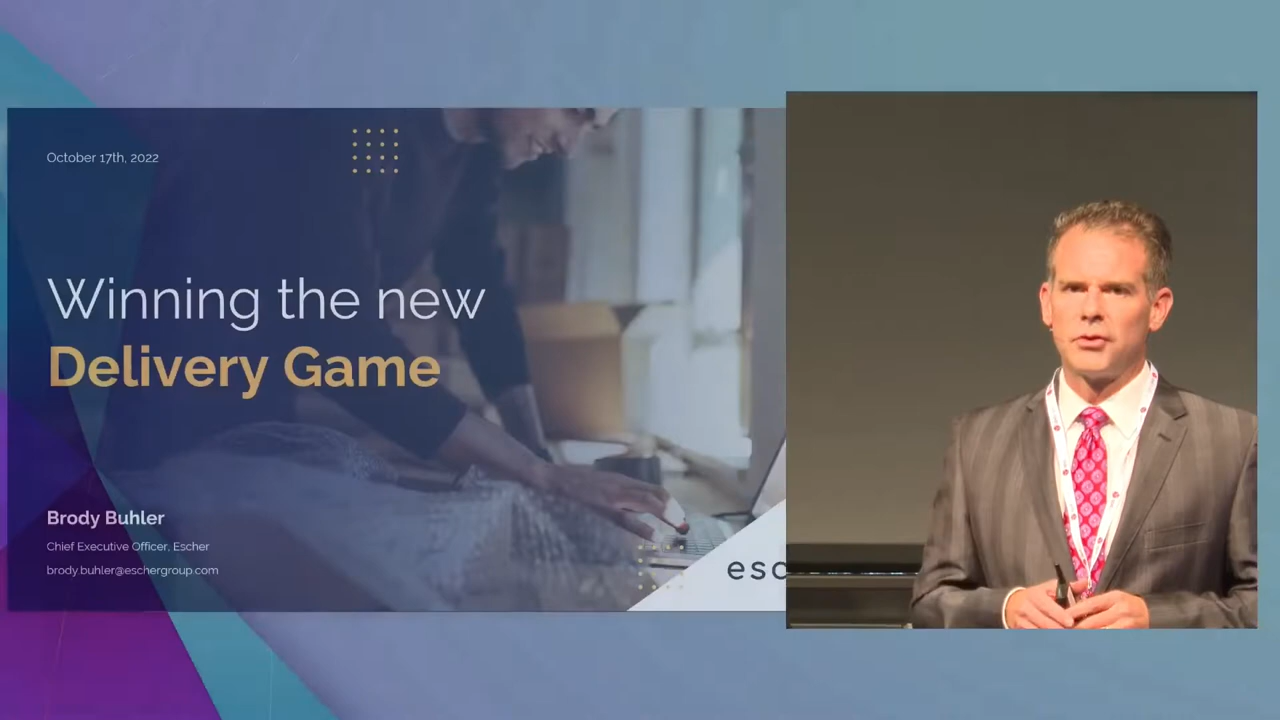 October 17th, 2022
Winning the new
Delivery Game
Brody Buhler
Chief Executive Officer, Escher
brody.buhler@eschergroup.com
esc